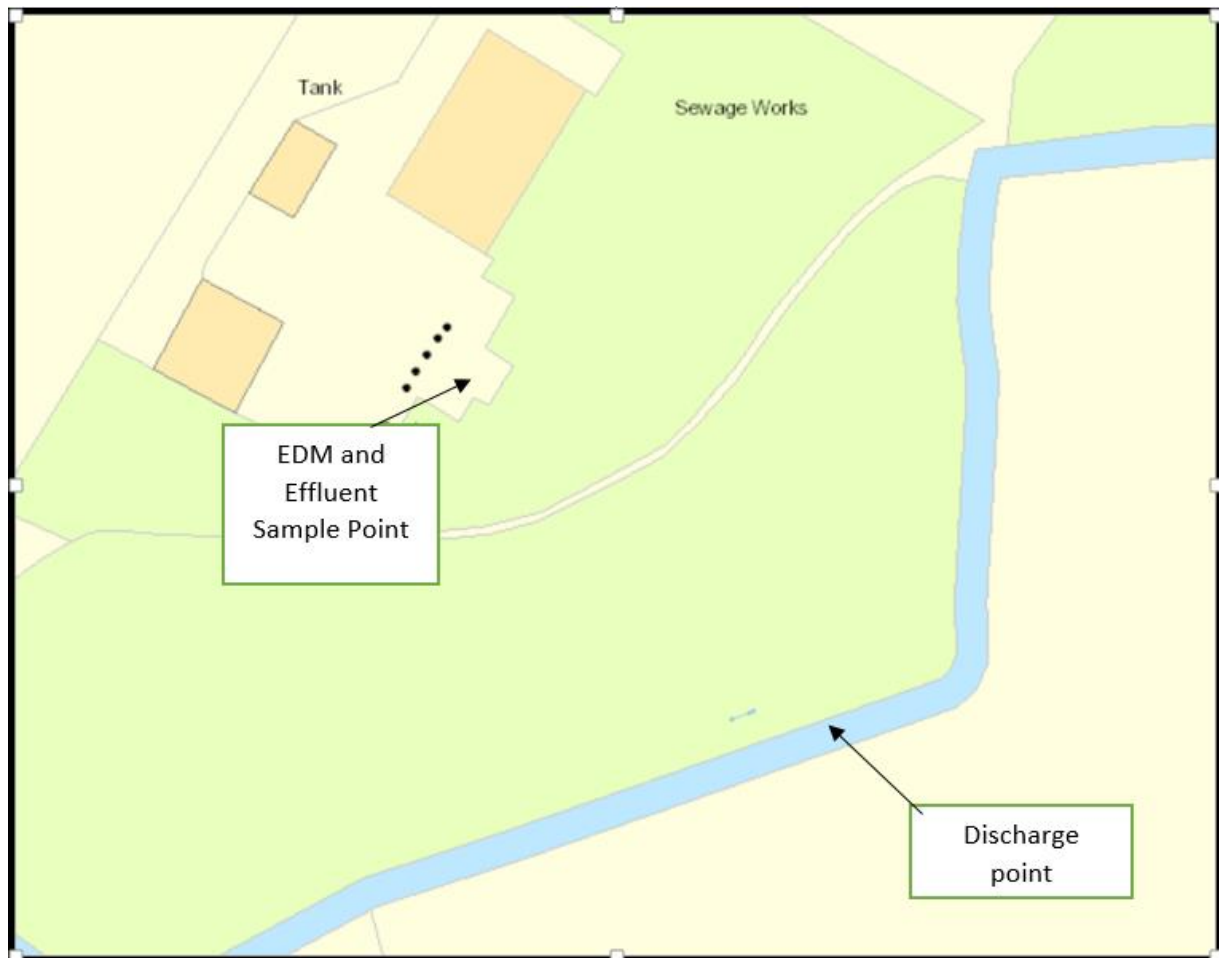 Tank
Sewage Works
EDM and
Effluent
Sample Point
Discharge
point